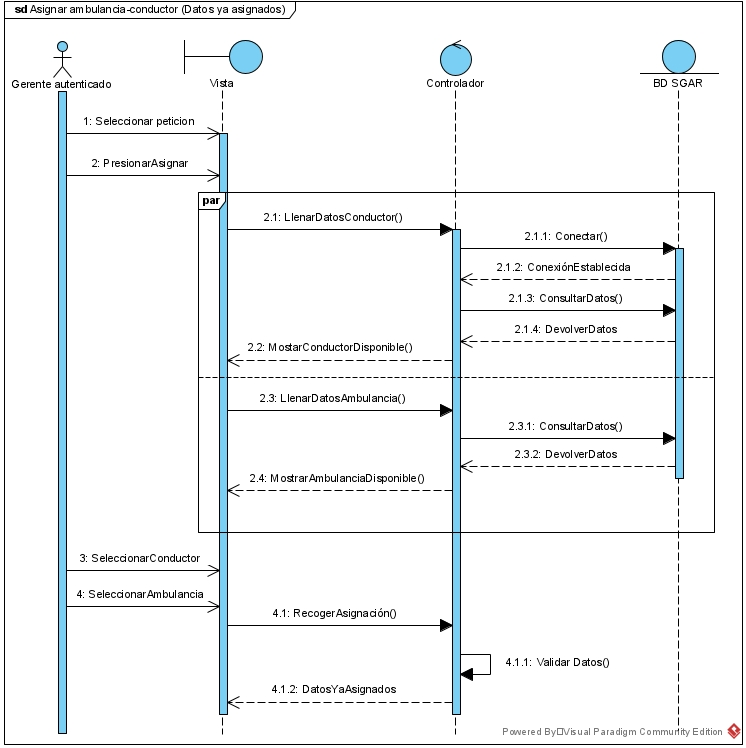 sd Asignar ambulancia-conductor (Datos ya asignados)
Gerente autenticado
Vista
Controlador
BD SGAR
1: Seleccionar peticion
2: PresionarAsignar
par
2.1: LlenarDatosConductor()
2.1.1: Conectar()
2.1.2: ConexiónEstablecida
2.1.3: ConsultarDatos()
2.1.4: DevolverDatos
2.2: MostarConductorDisponible()
2.3: LlenarDatosAmbulancia()
2.3.1: ConsultarDatos()
2.3.2: DevolverDatos
2.4: MostrarAmbulanciaDisponible()
3: SeleccionarConductor
4: SeleccionarAmbulancia
4.1: RecogerAsignación()
4.1.1: Validar Datos()
4.1.2: DatosYaAsignados
Powered By Visual Paradigm Community Edition